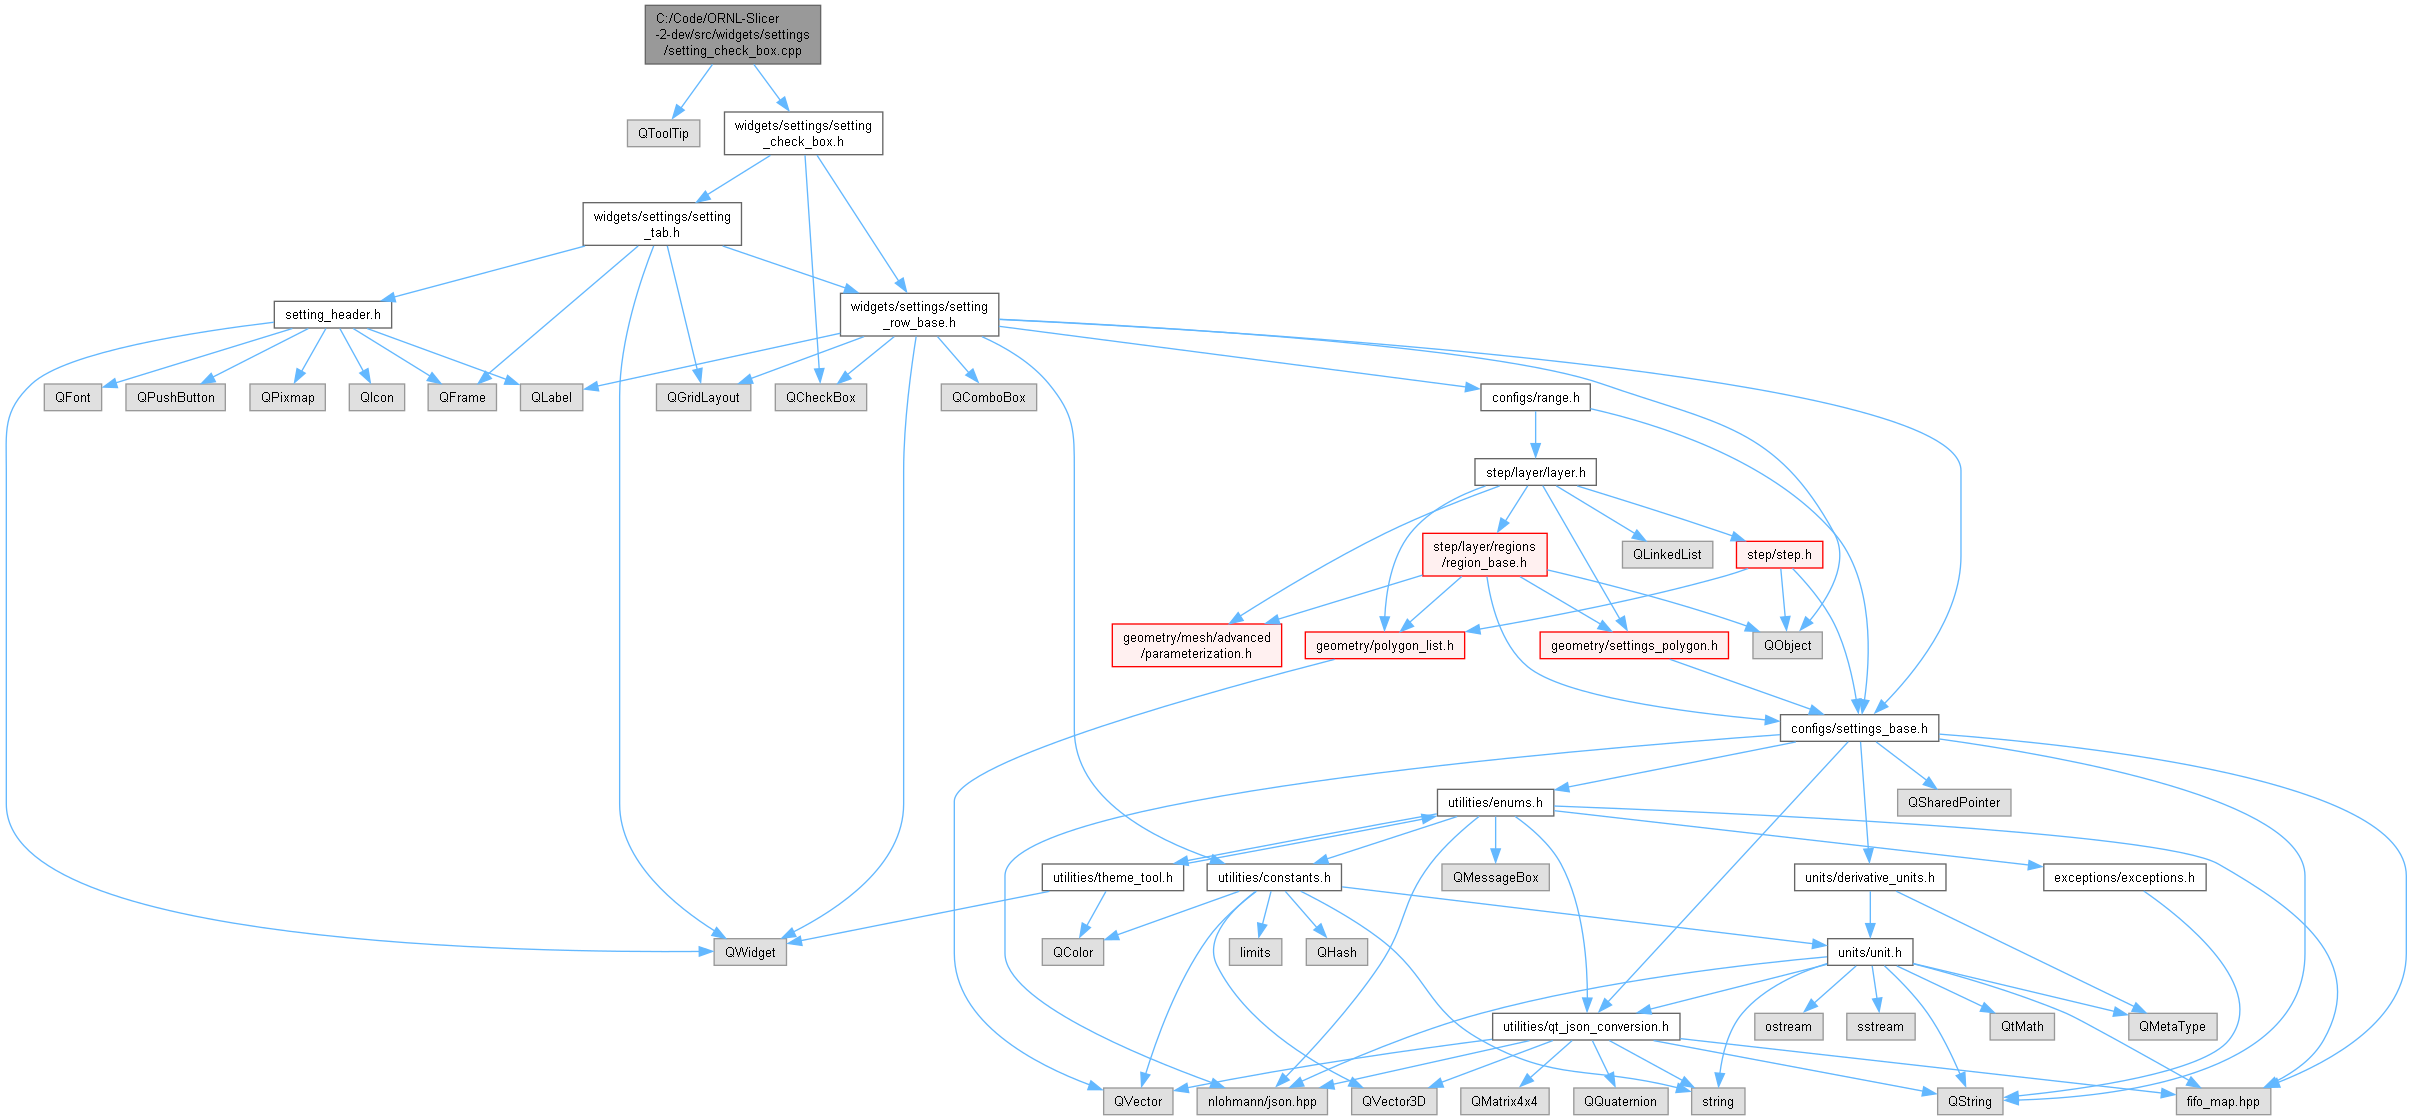 C:/Code/ORNL-Slicer
-2-dev/src/widgets/settings
/setting_check_box.cpp
QToolTip
widgets/settings/setting
_check_box.h
widgets/settings/setting
_tab.h
setting_header.h
widgets/settings/setting
_row_base.h
QFont
QPushButton
QPixmap
QIcon
QFrame
QLabel
QGridLayout
QCheckBox
QComboBox
configs/range.h
step/layer/layer.h
step/layer/regions
/region_base.h
QLinkedList
step/step.h
geometry/mesh/advanced
/parameterization.h
geometry/polygon_list.h
geometry/settings_polygon.h
QObject
configs/settings_base.h
utilities/enums.h
QSharedPointer
utilities/theme_tool.h
utilities/constants.h
QMessageBox
units/derivative_units.h
exceptions/exceptions.h
QWidget
QColor
limits
QHash
units/unit.h
utilities/qt_json_conversion.h
ostream
sstream
QtMath
QMetaType
QVector
nlohmann/json.hpp
QVector3D
QMatrix4x4
QQuaternion
string
QString
fifo_map.hpp